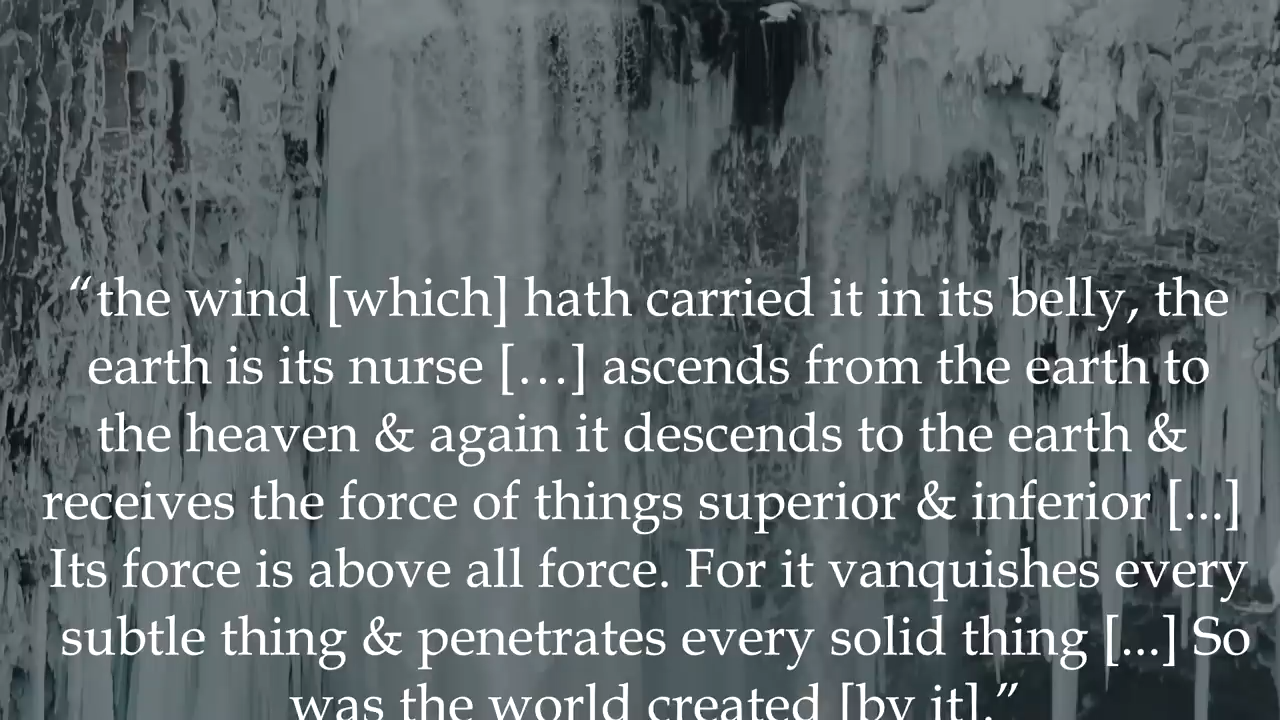 “the wind [which] hath carried it in its belly, the
earth is its nurse […] ascends from the earth to
the heaven & again it descends to the earth &
receives the force of things superior & inferior [...]
Its force is above all force. For it vanquishes every
subtle thing & penetrates every solid thing [...] So
was the world created [by it].”